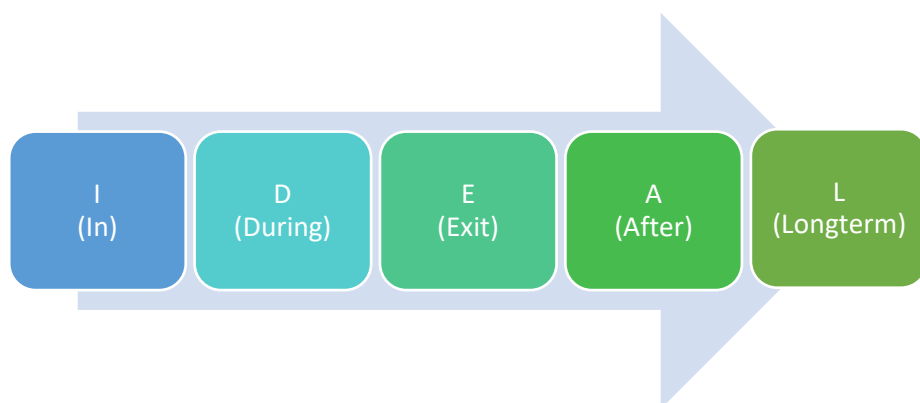 I
(In)
D
(During)
E
(Exit)
A
(After)
L
(Longterm)